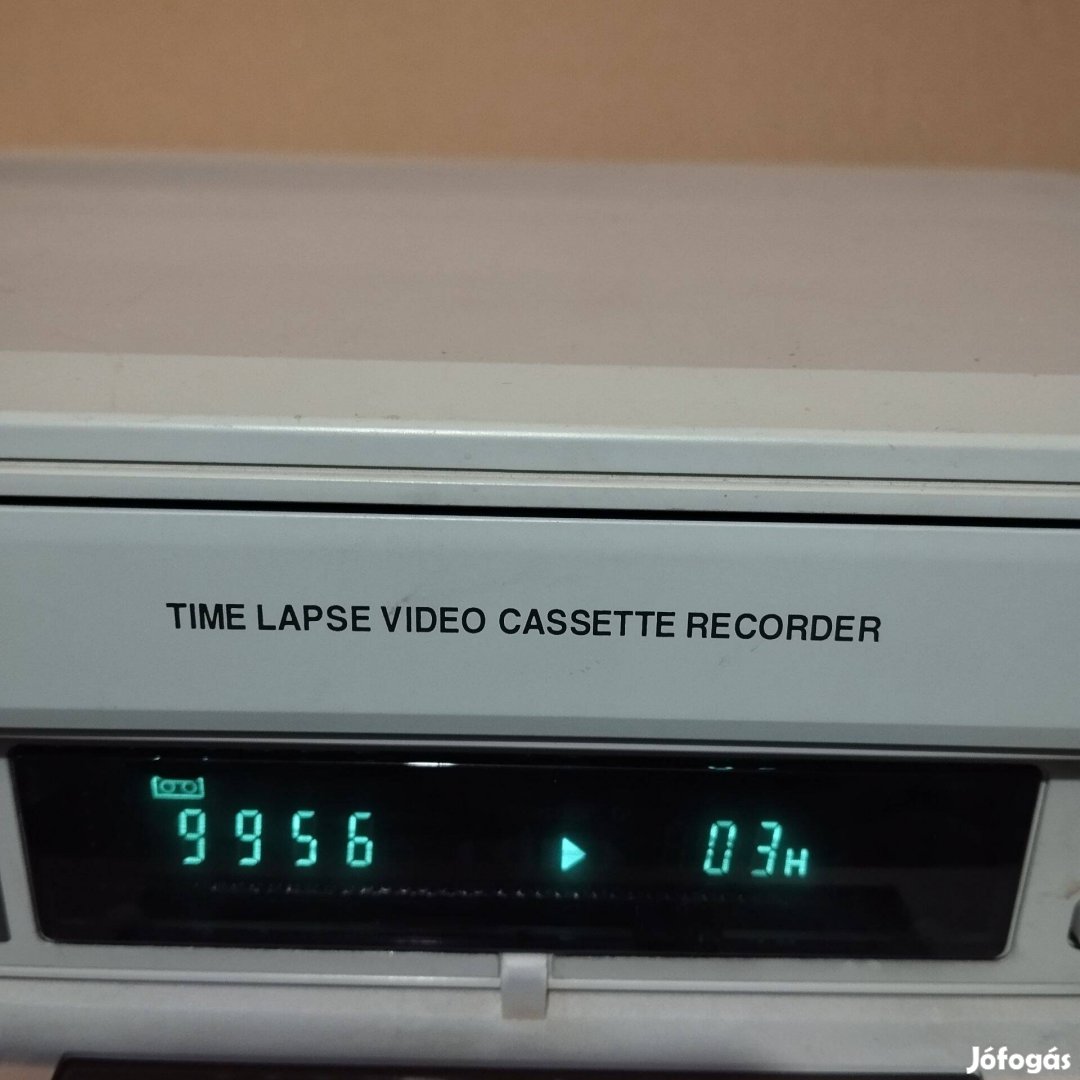 TIME LAPSE VIDEO CASSETTE RECORDER
9956 03H
Jófogás